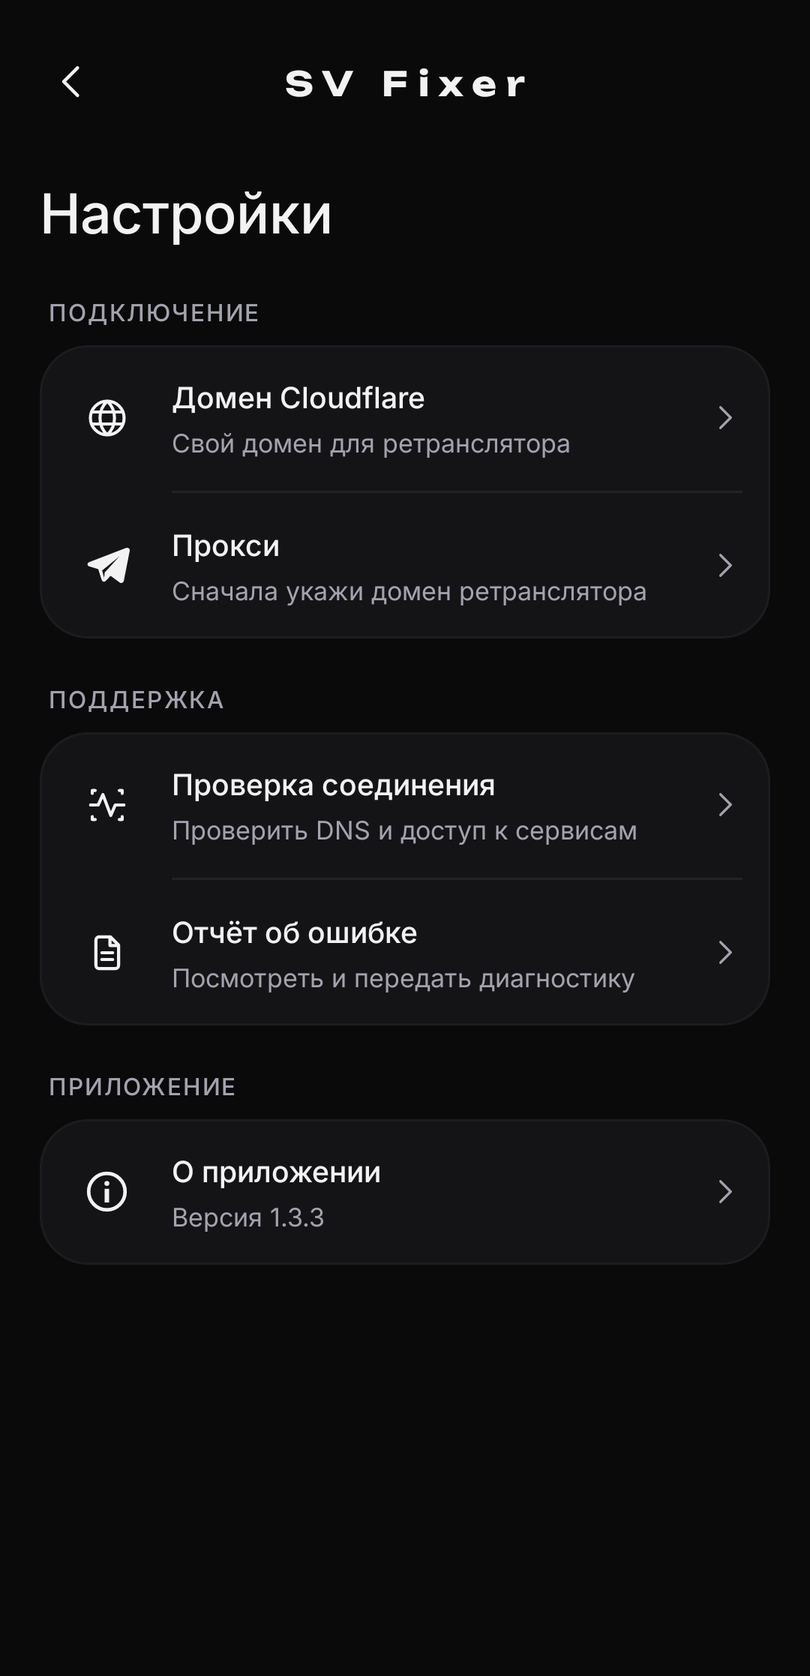 SV Fixer
Настройки
ПОДКЛЮЧЕНИЕ
Домен Cloudflare
Свой домен для ретранслятора
Прокси
Сначала укажи домен ретранслятора
ПОДДЕРЖКА
Проверка соединения
Проверить DNS и доступ к сервисам
Отчёт об ошибке
Посмотреть и передать диагностику
ПРИЛОЖЕНИЕ
О приложении
Версия 1.3.3